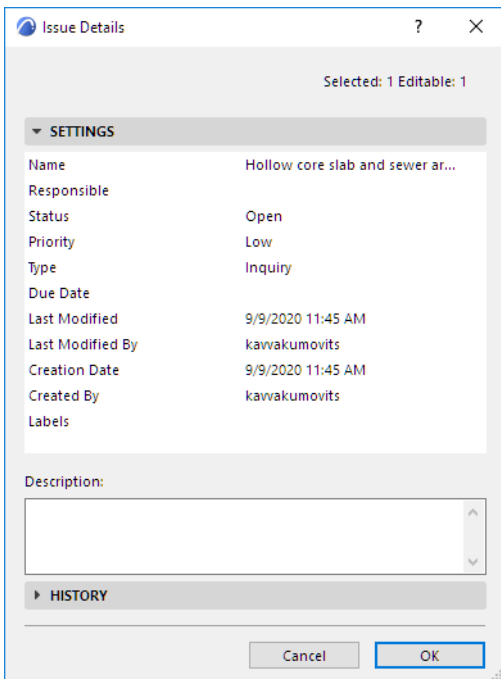 Issue Details ? ×
Selected: 1 Editable: 1
SETTINGS
Name Hollow core slab and sewer ar...
Responsible
Status Open
Priority Low
Type Inquiry
Due Date
Last Modified 9/9/2020 11:45 AM
Last Modified By kavvakumovits
Creation Date 9/9/2020 11:45 AM
Created By kavvakumovits
Labels
Description:
HISTORY
Cancel OK